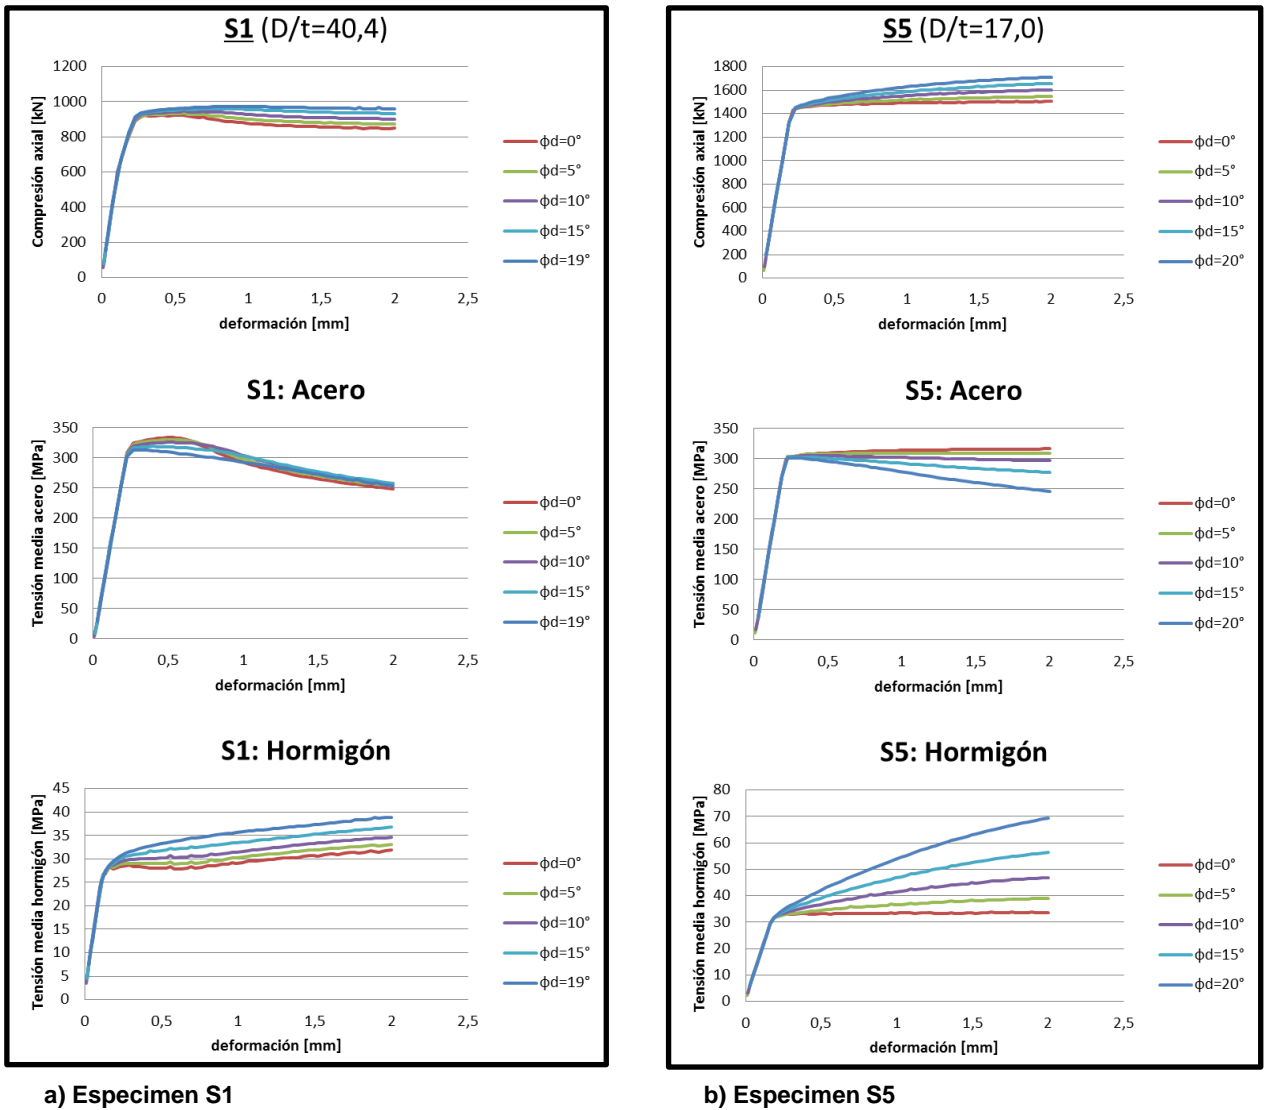 S1 (D/t=40,4)
1200
1000
800
600
400
200
0
Compresión axial [kN]
0 0,5 1 1,5 2 2,5
deformación [mm]
ϕd=0°
ϕd=5°
ϕd=10°
ϕd=15°
ϕd=19°
S1: Acero
350
300
250
200
150
100
50
0
Tensión media acero [MPa]
0 0,5 1 1,5 2 2,5
deformación [mm]
ϕd=0°
ϕd=5°
ϕd=10°
ϕd=15°
ϕd=19°
S1: Hormigón
45
40
35
30
25
20
15
10
5
0
Tensión media hormigón [MPa]
0 0,5 1 1,5 2 2,5
deformación [mm]
ϕd=0°
ϕd=5°
ϕd=10°
ϕd=15°
ϕd=19°
a) Especimen S1
S5 (D/t=17,0)
1800
1600
1400
1200
1000
800
600
400
200
0
Compresión axial [kN]
0 0,5 1 1,5 2 2,5
deformación [mm]
ϕd=0°
ϕd=5°
ϕd=10°
ϕd=15°
ϕd=20°
S5: Acero
350
300
250
200
150
100
50
0
Tensión media acero [MPa]
0 0,5 1 1,5 2 2,5
deformación [mm]
ϕd=0°
ϕd=5°
ϕd=10°
ϕd=15°
ϕd=20°
S5: Hormigón
80
70
60
50
40
30
20
10
0
Tensión media hormigón [MPa]
0 0,5 1 1,5 2 2,5
deformación [mm]
ϕd=0°
ϕd=5°
ϕd=10°
ϕd=15°
ϕd=20°
b) Especimen S5